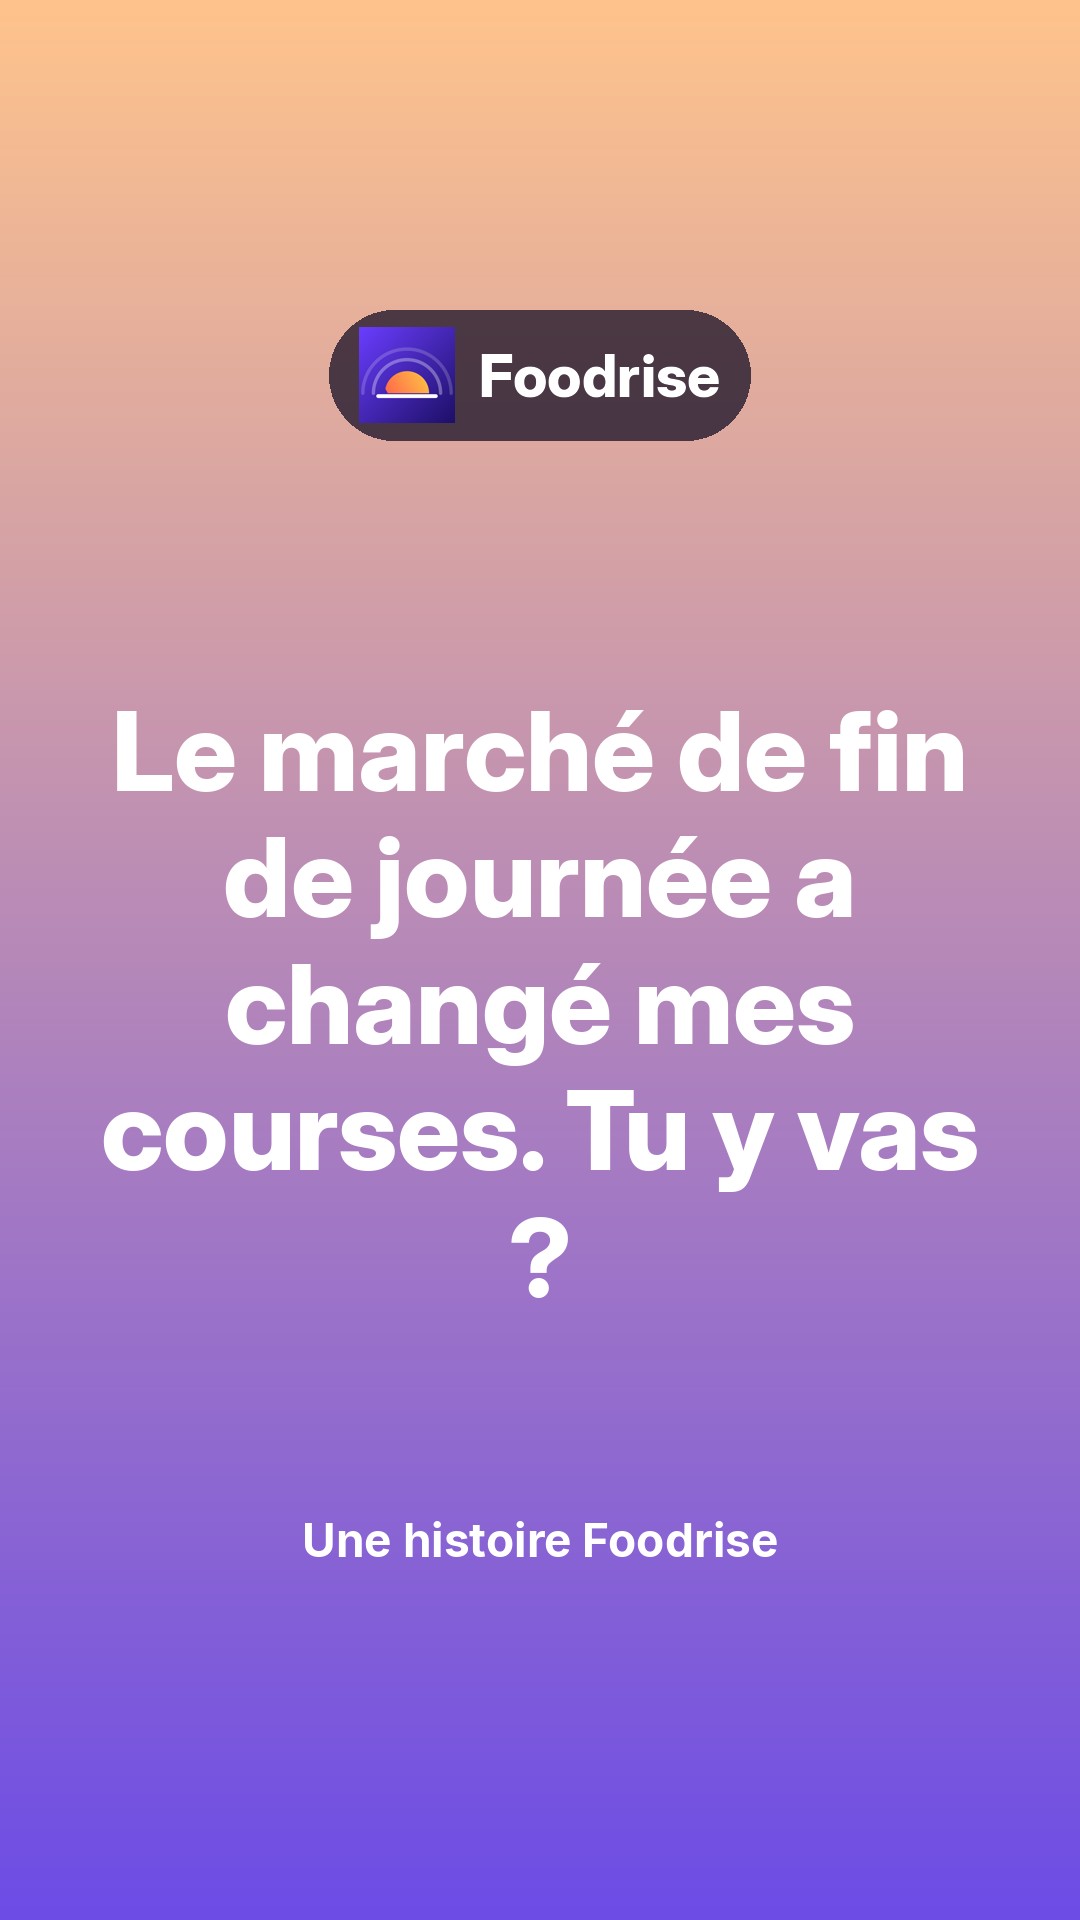 Foodrise
Le marché de fin
de journée a
changé mes
courses. Tu y vas
?
Une histoire Foodrise